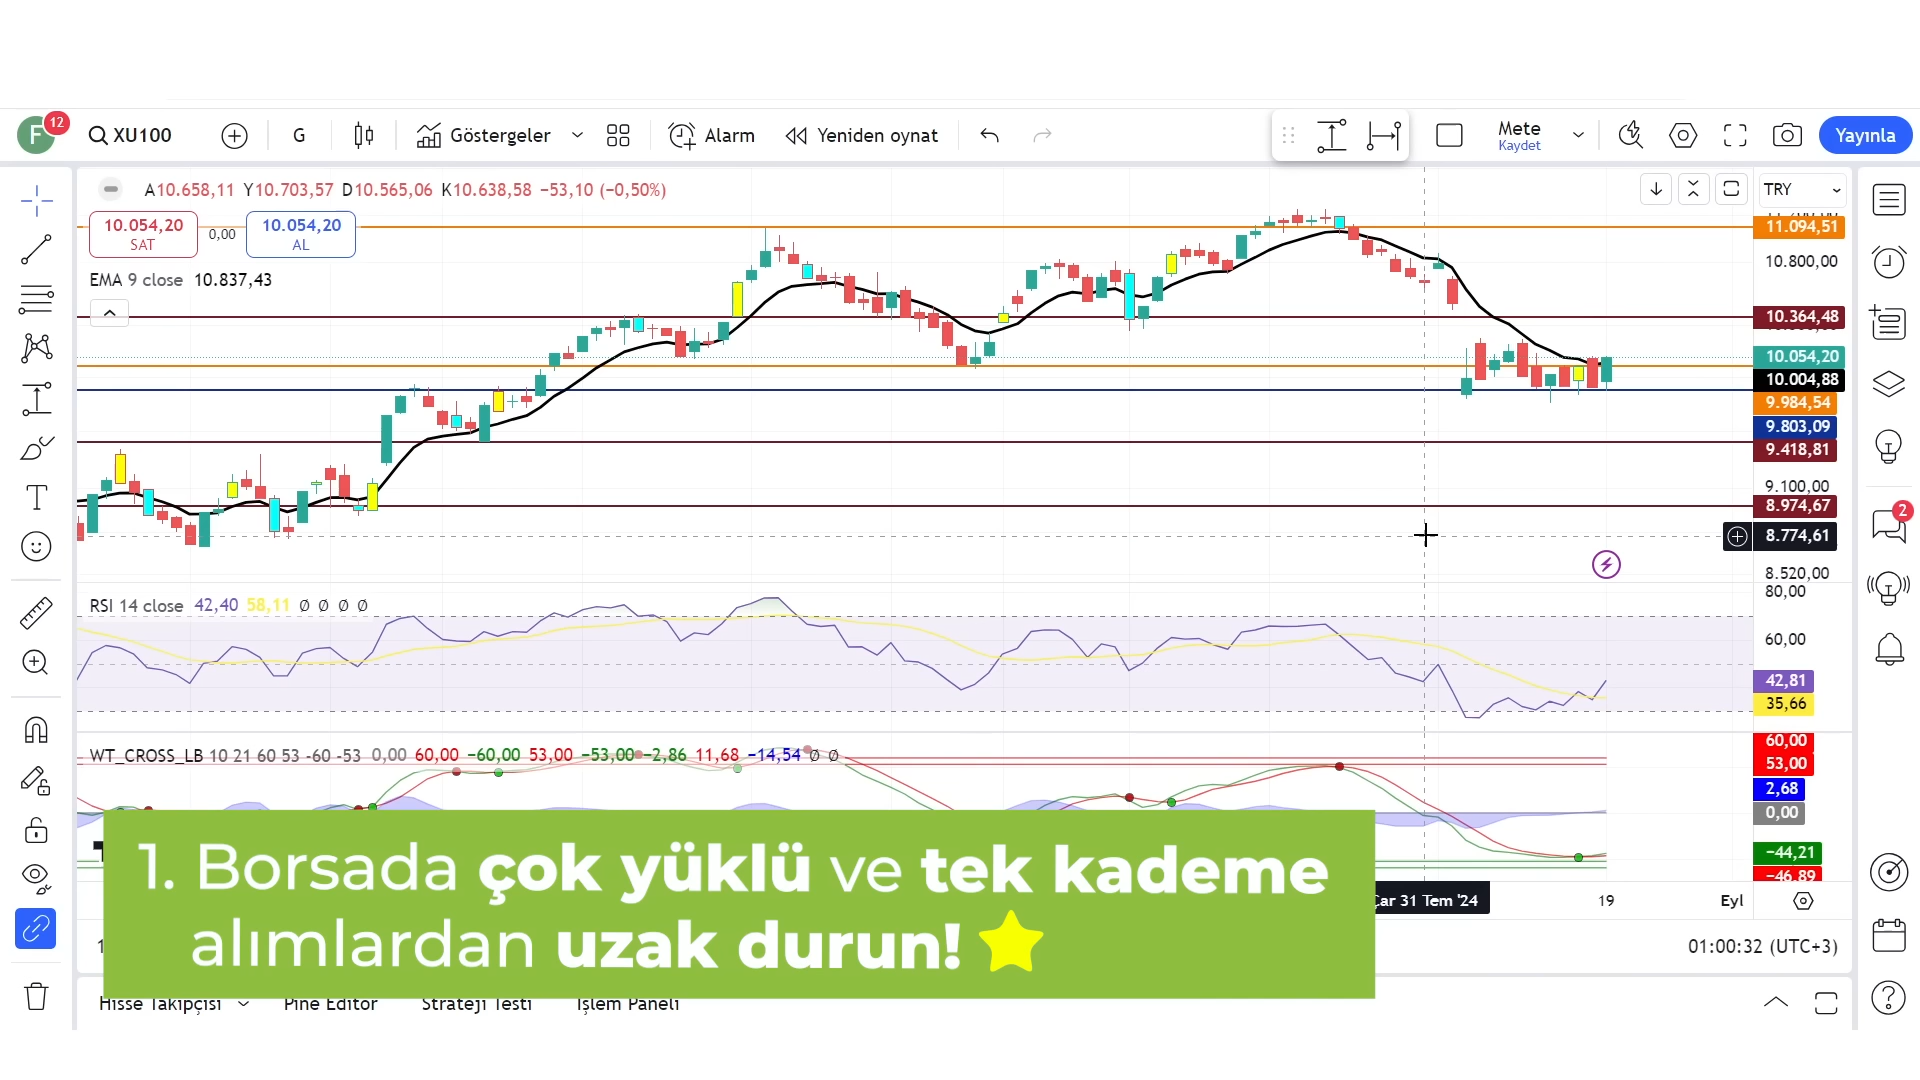 F 12 XU100 G Göstergeler Alarm Yeniden oynat Mete Kaydet Yayınla
A10.658,11 Y10.703,57 D10.565,06 K10.638,58 −53,10 (−0,50%)
TRY
10.054,20 SAT 0,00 10.054,20 AL
EMA 9 close 10.837,43
11.094,51
10.800,00
10.364,48
10.054,20
10.004,88
9.984,54
9.803,09
9.418,81
9.100,00
8.974,67
8.774,61
8.520,00
2
RSI 14 close 42,40 58,11 Ø Ø Ø Ø
80,00
60,00
42,81
35,66
WT_CROSS_LB 10 21 60 53 -60 -53 0,00 60,00 −60,00 53,00 −53,00 −2,86 11,68 −14,54 Ø Ø
60,00
53,00
2,68
0,00
−44,21
−46,89
1. Borsada çok yüklü ve tek kademe
alımlardan uzak durun!
Çar 31 Tem '24 19 Eyl
01:00:32 (UTC+3)
Hisse Takipçisi Pine Editör Strateji Testi İşlem Paneli